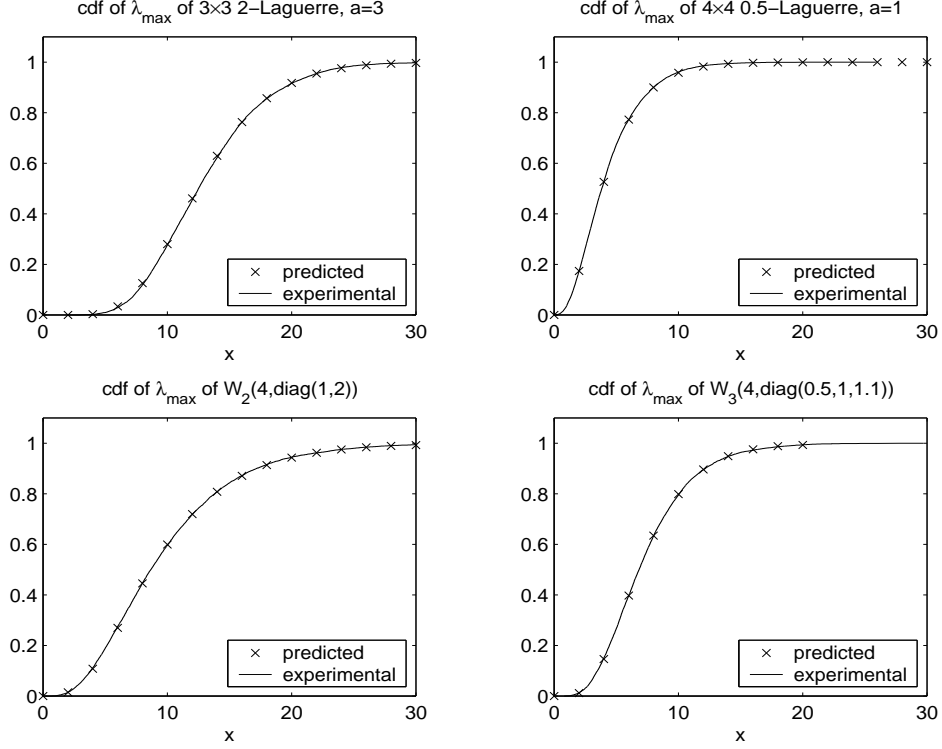 cdf of λmax of 3×3 2−Laguerre, a=3
1
0.8
0.6
0.4
0.2
0
0 10 20 30
x
× predicted
experimental
cdf of λmax of 4×4 0.5−Laguerre, a=1
1
0.8
0.6
0.4
0.2
0
0 10 20 30
x
× predicted
experimental
cdf of λmax of W2(4,diag(1,2))
1
0.8
0.6
0.4
0.2
0
0 10 20 30
x
× predicted
experimental
cdf of λmax of W3(4,diag(0.5,1,1.1))
1
0.8
0.6
0.4
0.2
0
0 10 20 30
x
× predicted
experimental